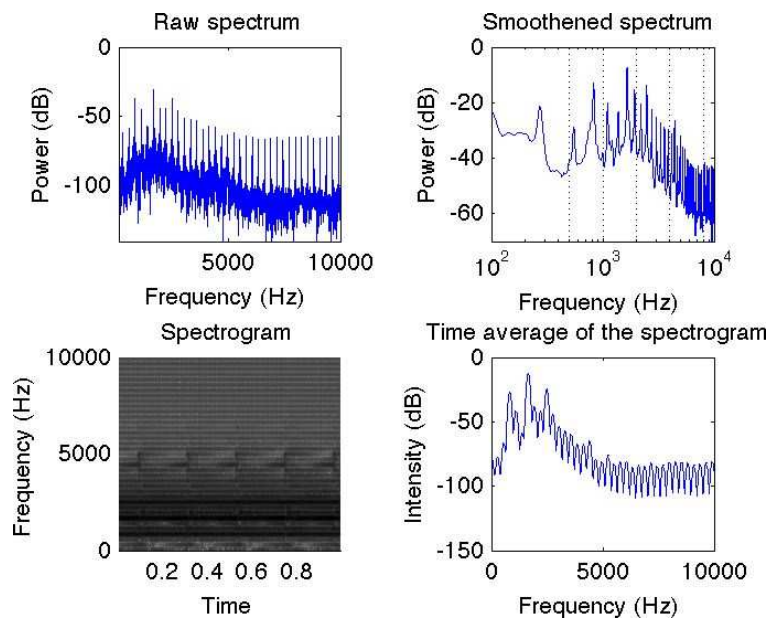 Raw spectrum
0
-50
-100
Power (dB)
5000 10000
Frequency (Hz)
Smoothened spectrum
0
-20
-40
-60
Power (dB)
10^2 10^3 10^4
Frequency (Hz)
Spectrogram
10000
5000
0
Frequency (Hz)
0.2 0.4 0.6 0.8
Time
Time average of the spectrogram
0
-50
-100
-150
Intensity (dB)
0 5000 10000
Frequency (Hz)